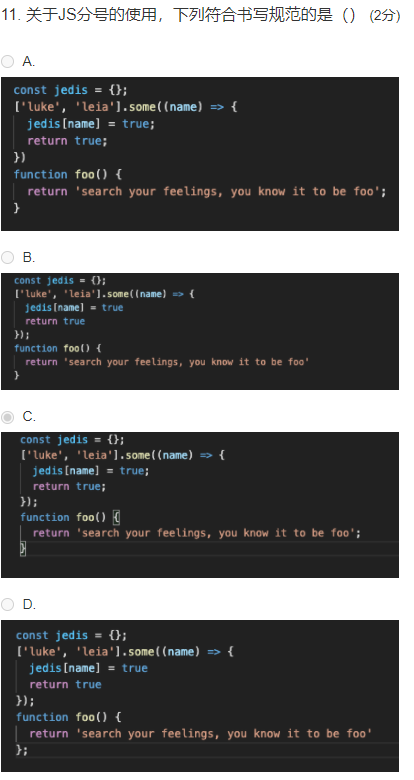 11. 关于JS分号的使用，下列符合书写规范的是（） (2分)
A.
const jedis = {};
['luke', 'leia'].some((name) => {
jedis[name] = true;
return true;
})
function foo() {
return 'search your feelings, you know it to be foo';
}
B.
const jedis = {};
['luke', 'leia'].some((name) => {
jedis[name] = true
return true
});
function foo() {
return 'search your feelings, you know it to be foo'
}
C.
const jedis = {};
['luke', 'leia'].some((name) => {
jedis[name] = true;
return true;
});
function foo() {
return 'search your feelings, you know it to be foo';
}
D.
const jedis = {};
['luke', 'leia'].some((name) => {
jedis[name] = true
return true
});
function foo() {
return 'search your feelings, you know it to be foo'
};